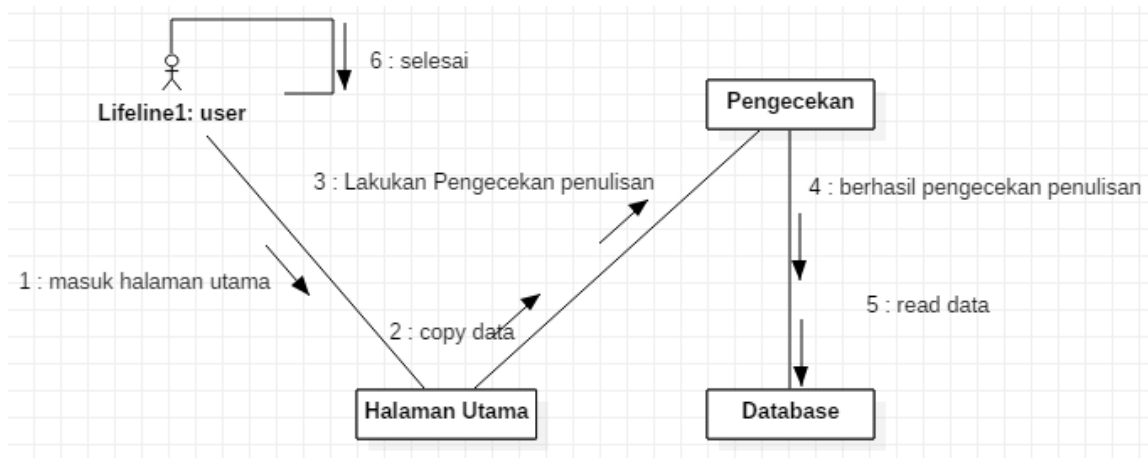 6 : selesai
Lifeline1: user
Pengecekan
3 : Lakukan Pengecekan penulisan
4 : berhasil pengecekan penulisan
1 : masuk halaman utama
2 : copy data
5 : read data
Halaman Utama
Database